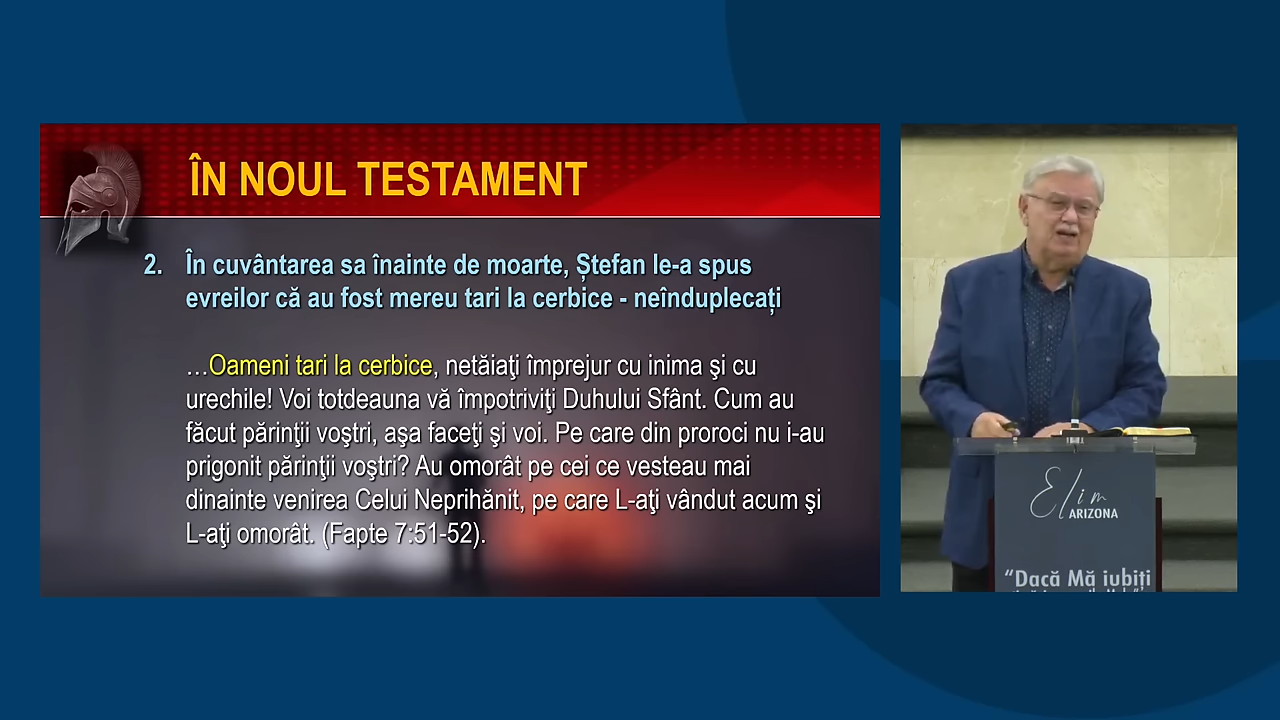 ÎN NOUL TESTAMENT
2. În cuvântarea sa înainte de moarte, Ștefan le-a spus
evreilor că au fost mereu tari la cerbice - neînduplecați
…Oameni tari la cerbice, netăiaţi împrejur cu inima şi cu
urechile! Voi totdeauna vă împotriviţi Duhului Sfânt. Cum au
făcut părinţii voştri, aşa faceţi şi voi. Pe care din proroci nu i-au
prigonit părinţii voştri? Au omorât pe cei ce vesteau mai
dinainte venirea Celui Neprihănit, pe care L-aţi vândut acum şi
L-aţi omorât. (Fapte 7:51-52).
Elim
ARIZONA
“Dacă Mă iubiți